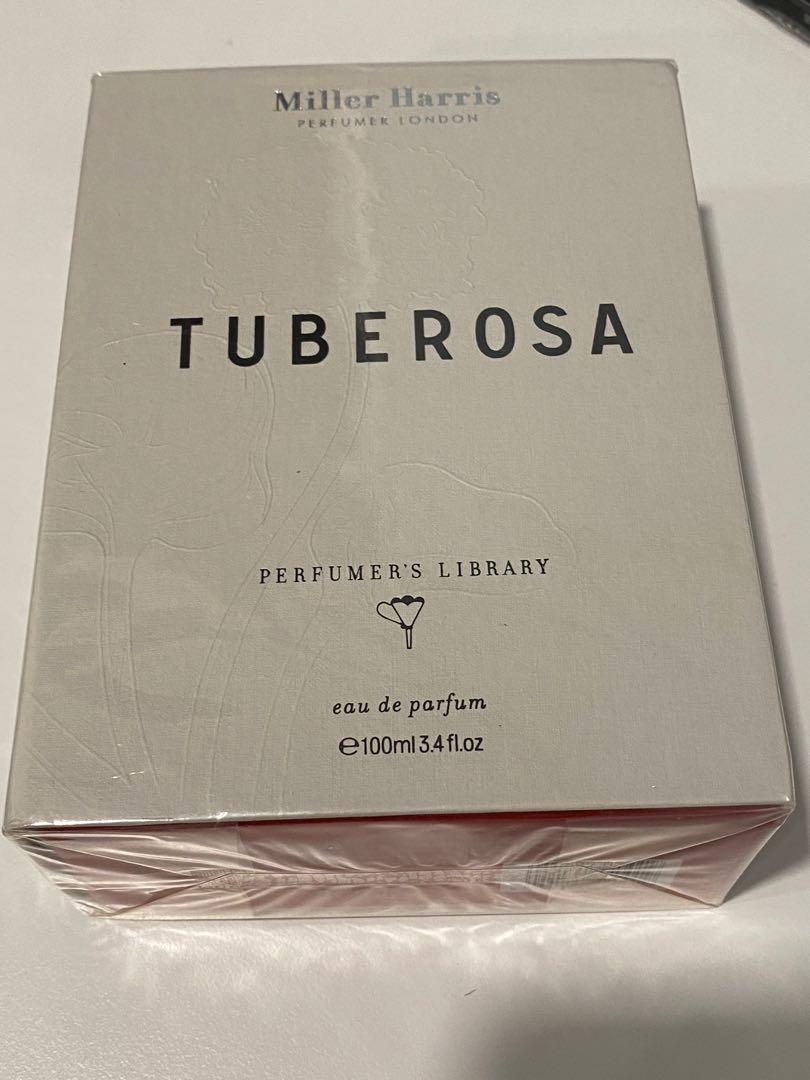 Miller Harris
PERFUMER LONDON
TUBEROSA
PERFUMER'S LIBRARY
eau de parfum
℮100ml 3.4 fl.oz